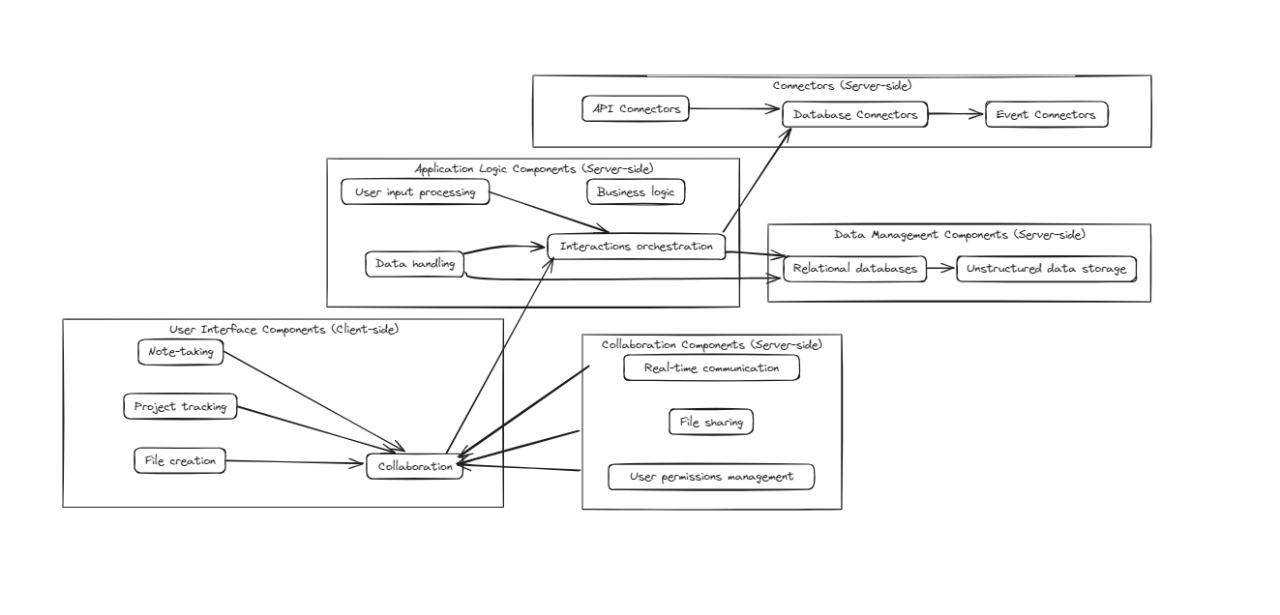 Connectors (Server-side)
API Connectors
Database Connectors
Event Connectors
Application Logic Components (Server-side)
User input processing
Business logic
Interactions orchestration
Data handling
Data Management Components (Server-side)
Relational databases
Unstructured data storage
User Interface Components (Client-side)
Note-taking
Project tracking
File creation
Collaboration
Collaboration Components (Server-side)
Real-time communication
File sharing
User permissions management